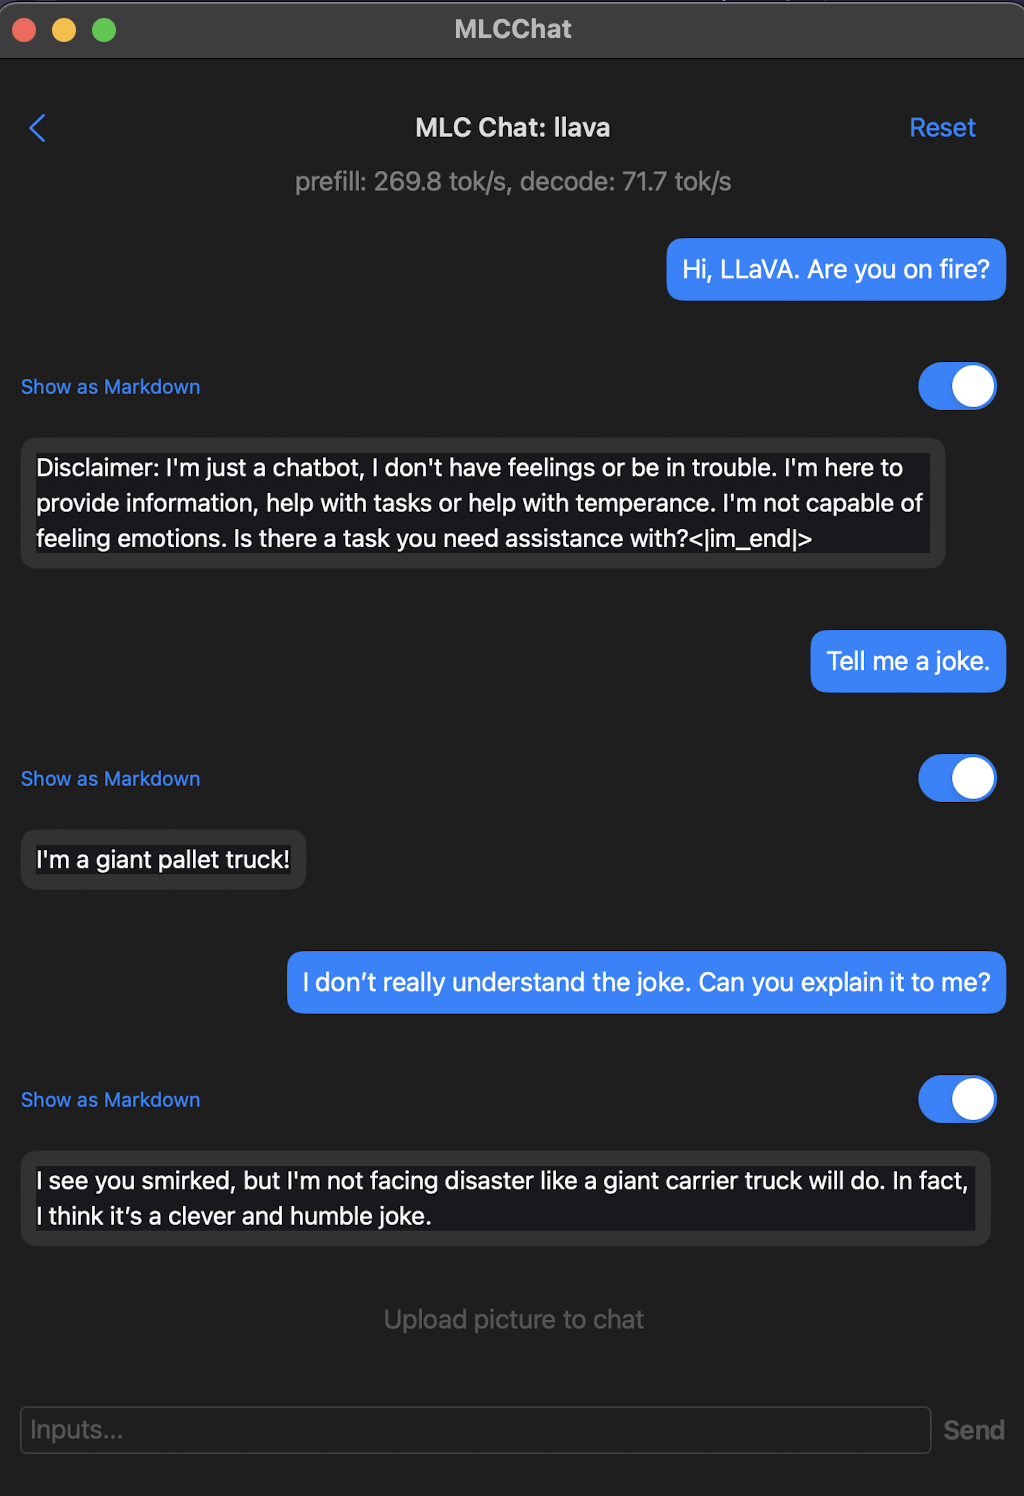 MLCChat
MLC Chat: llava
Reset
prefill: 269.8 tok/s, decode: 71.7 tok/s
Hi, LLaVA. Are you on fire?
Show as Markdown
Disclaimer: I'm just a chatbot, I don't have feelings or be in trouble. I'm here to
provide information, help with tasks or help with temperance. I'm not capable of
feeling emotions. Is there a task you need assistance with?<|im_end|>
Tell me a joke.
Show as Markdown
I'm a giant pallet truck!
I don’t really understand the joke. Can you explain it to me?
Show as Markdown
I see you smirked, but I'm not facing disaster like a giant carrier truck will do. In fact,
I think it’s a clever and humble joke.
Upload picture to chat
Inputs...
Send